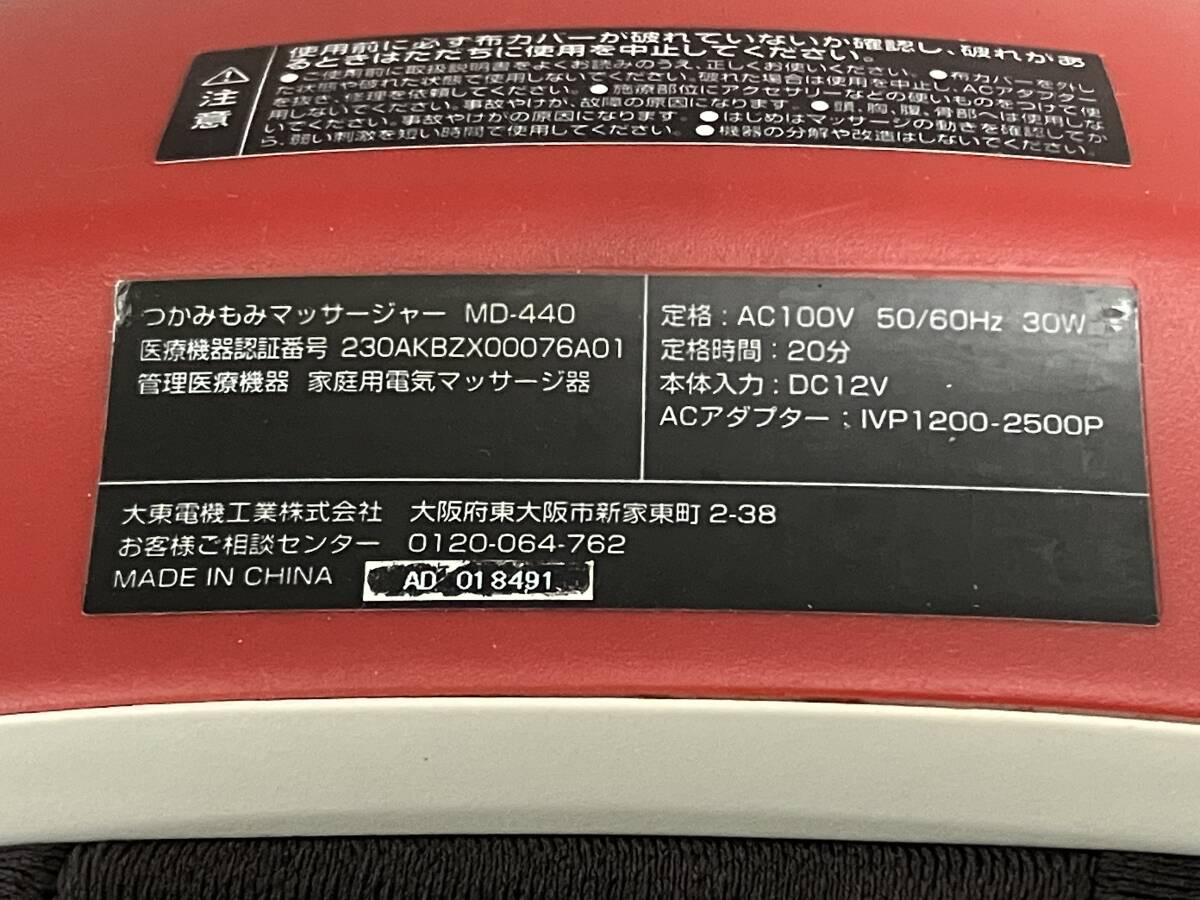 使用前に必ず布カバーが破れていないか確認し、破れがあ
るときはただちに使用を中止してください。
注意
●ご使用前に取扱説明書をよくお読みのうえ、正しくお使いください。 ●布カバーを外し
た状態や破れた状態で使用しないでください。破れた場合は使用を中止し、ACアダプター
を抜き、修理を依頼してください。 ●施療部位にアクセサリーなどの硬いものをつけて使
用しないでください。事故やけが、故障の原因になります。 ●頭、胸、腹、骨部へは使用しな
いでください。事故やけがの原因になります。 ●はじめはマッサージの動きを確認してか
ら、弱い刺激を短い時間で使用してください。 ●機器の分解や改造はしないでください。
つかみもみマッサージャー MD-440
医療機器認証番号 230AKBZX00076A01
管理医療機器 家庭用電気マッサージ器
定格:AC100V 50/60Hz 30W
定格時間:20分
本体入力:DC12V
ACアダプター:IVP1200-2500P
大東電機工業株式会社 大阪府東大阪市新家東町 2-38
お客様ご相談センター 0120-064-762
MADE IN CHINA AD 018491